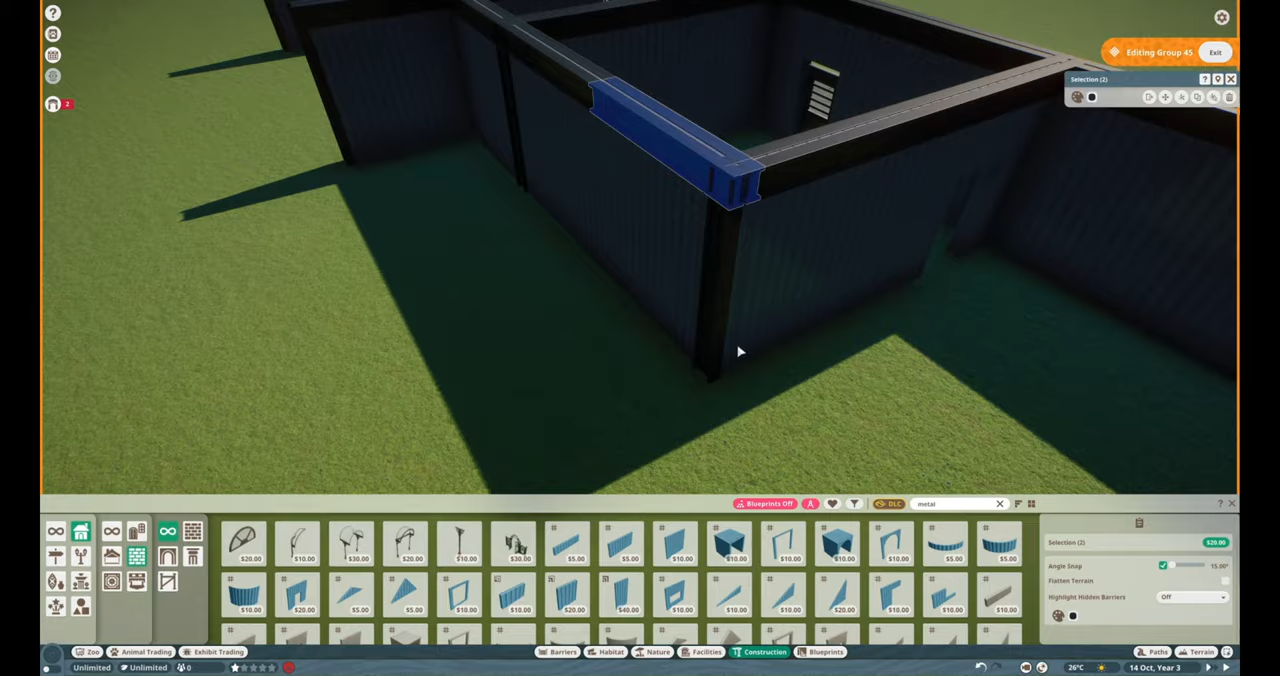 ?
2
Editing Group 45 Exit
Selection (2) ?
Blueprints Off DLC metal ?
$20.00 $10.00 $30.00 $20.00 $10.00 $30.00 $5.00 $5.00 $10.00 $10.00 $10.00 $10.00 $10.00 $5.00 $5.00
$10.00 $20.00 $5.00 $5.00 $10.00 $10.00 $20.00 $40.00 $10.00 $10.00 $10.00 $20.00 $10.00 $10.00 $10.00
Selection (2) $20.00
Angle Snap 15.00°
Flatten Terrain
Highlight Hidden Barriers Off
Zoo Animal Trading Exhibit Trading Barriers Habitat Nature Facilities Construction Blueprints Paths Terrain
Unlimited Unlimited 0 26°C 14 Oct, Year 3